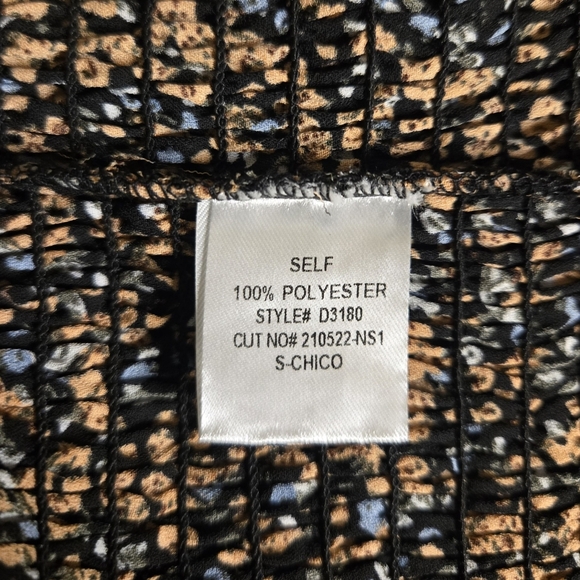 SELF
100% POLYESTER
STYLE# D3180
CUT NO# 210522-NS1
S-CHICO